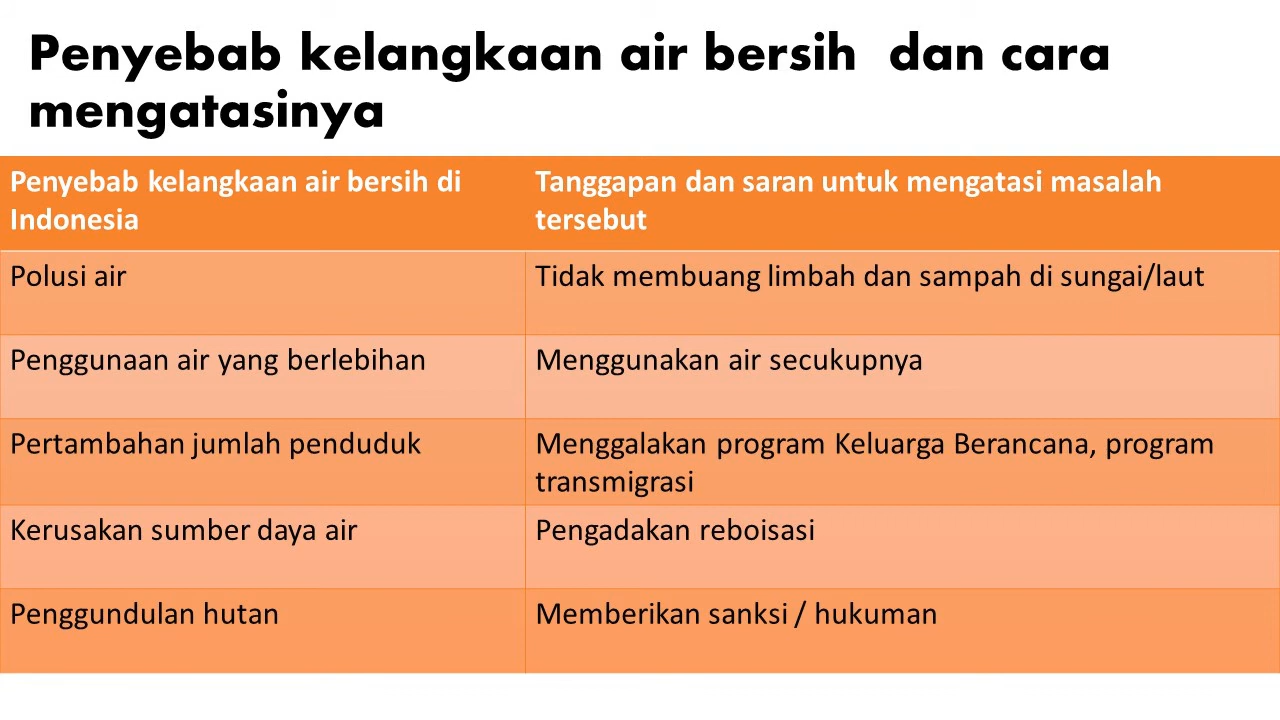 Penyebab kelangkaan air bersih  dan cara
mengatasinya
Penyebab kelangkaan air bersih di
Indonesia
Tanggapan dan saran untuk mengatasi masalah
tersebut
Polusi air
Tidak membuang limbah dan sampah di sungai/laut
Penggunaan air yang berlebihan
Menggunakan air secukupnya
Pertambahan jumlah penduduk
Menggalakan program Keluarga Berancana, program
transmigrasi
Kerusakan sumber daya air
Pengadakan reboisasi
Penggundulan hutan
Memberikan sanksi / hukuman